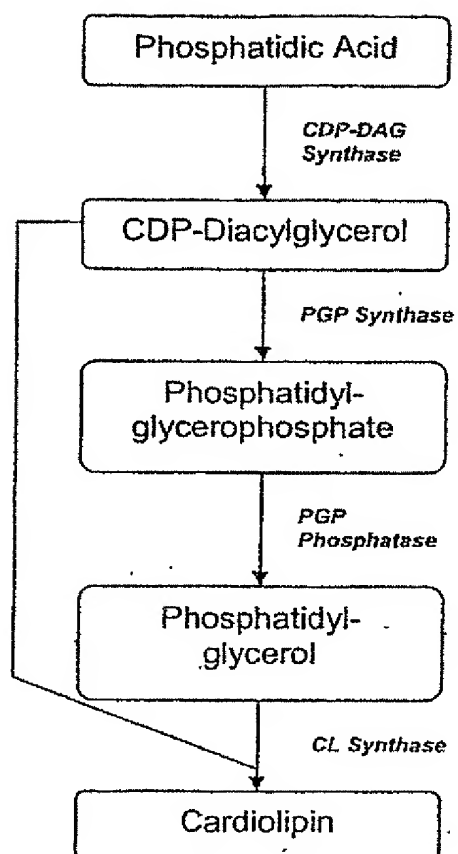 Phosphatidic Acid
CDP-DAG
Synthase
CDP-Diacylglycerol
PGP Synthase
Phosphatidyl-
glycerophosphate
PGP
Phosphatase
Phosphatidyl-
glycerol
CL Synthase
Cardiolipin